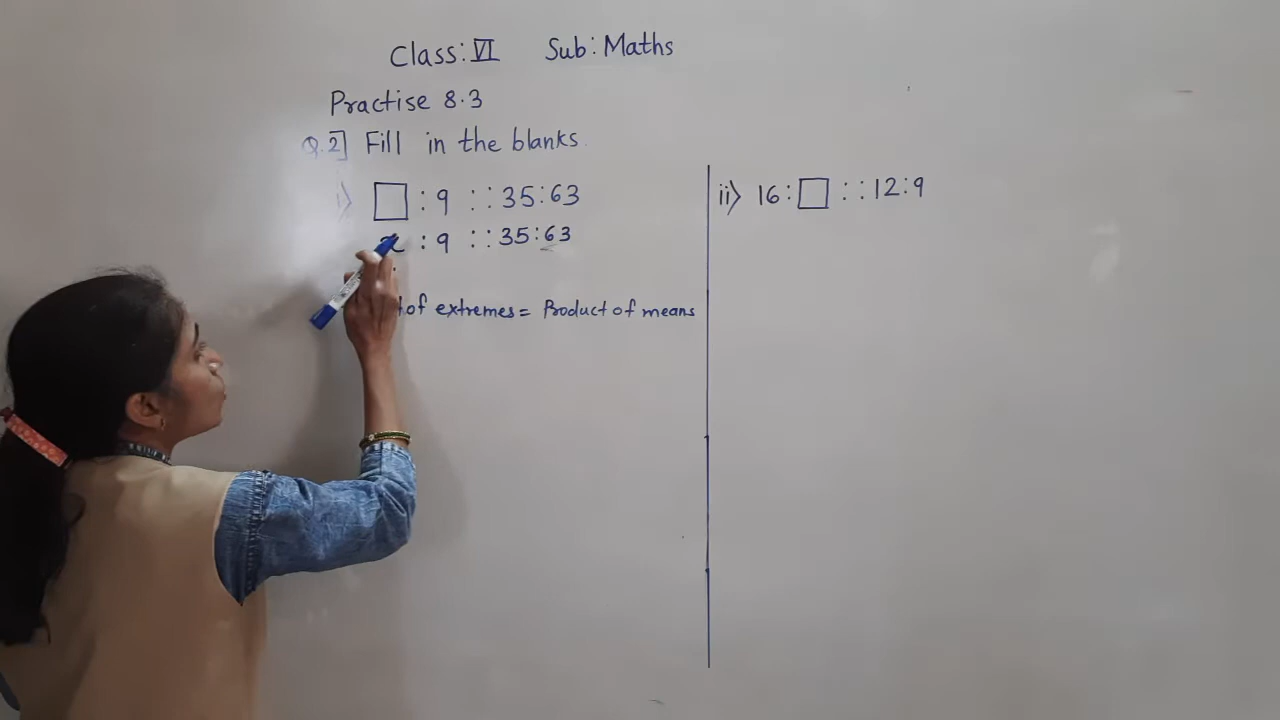 Class: VI Sub: Maths
Practise 8.3
Q.2] Fill in the blanks.
i) □ : 9 :: 35:63
x : 9 :: 35:63
of extremes = Product of means
ii) 16: □ :: 12:9